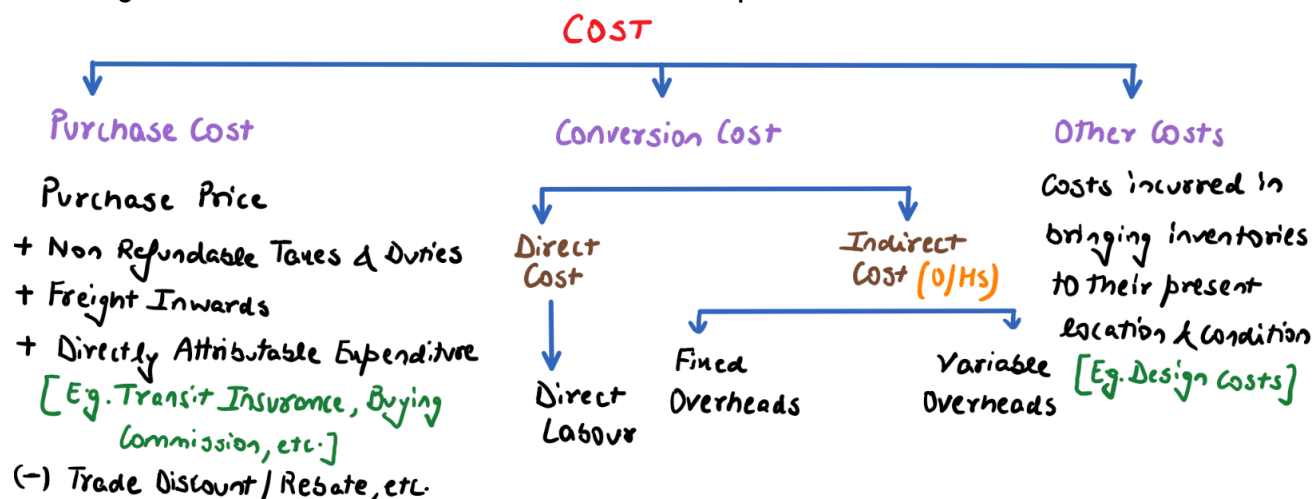 COST
Purchase Cost
Purchase Price
+ Non Refundable Taxes & Duties
+ Freight Inwards
+ Directly Attributable Expenditure
[Eg. Transit Insurance, Buying
Commission, etc.]
(-) Trade Discount / Rebate, etc.
Conversion Cost
Direct
Cost
Direct
Labour
Indirect
Cost (O/Hs)
Fixed
Overheads
Variable
Overheads
Other Costs
Costs incurred in
bringing inventories
to their present
location & condition
[Eg. Design Costs]